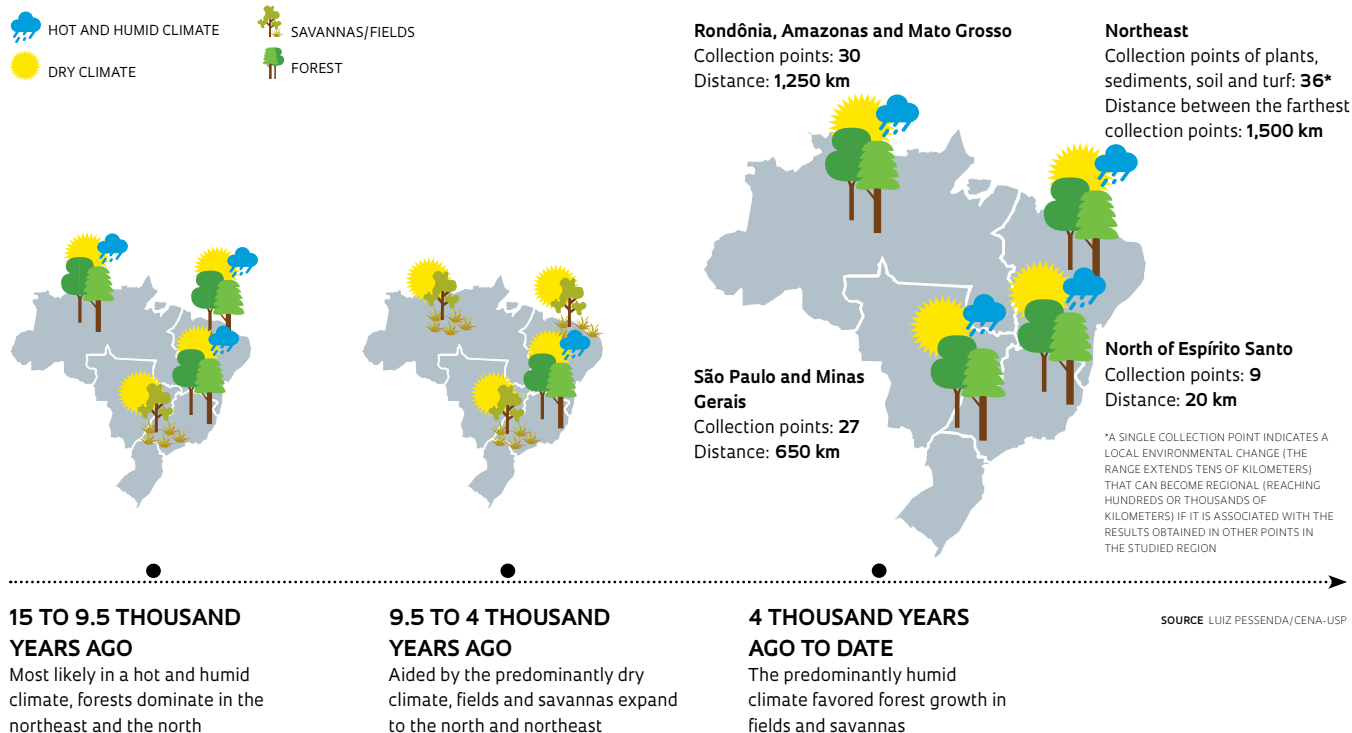 HOT AND HUMID CLIMATE
DRY CLIMATE
SAVANNAS/FIELDS
FOREST
Rondônia, Amazonas and Mato Grosso
Collection points: 30
Distance: 1,250 km
Northeast
Collection points of plants,
sediments, soil and turf: 36*
Distance between the farthest
collection points: 1,500 km
São Paulo and Minas
Gerais
Collection points: 27
Distance: 650 km
North of Espírito Santo
Collection points: 9
Distance: 20 km
*A SINGLE COLLECTION POINT INDICATES A
LOCAL ENVIRONMENTAL CHANGE (THE
RANGE EXTENDS TENS OF KILOMETERS)
THAT CAN BECOME REGIONAL (REACHING
HUNDREDS OR THOUSANDS OF
KILOMETERS) IF IT IS ASSOCIATED WITH THE
RESULTS OBTAINED IN OTHER POINTS IN
THE STUDIED REGION
15 TO 9.5 THOUSAND
YEARS AGO
Most likely in a hot and humid
climate, forests dominate in the
northeast and the north
9.5 TO 4 THOUSAND
YEARS AGO
Aided by the predominantly dry
climate, fields and savannas expand
to the north and northeast
4 THOUSAND YEARS
AGO TO DATE
The predominantly humid
climate favored forest growth in
fields and savannas
SOURCE LUIZ PESSENDA/CENA-USP